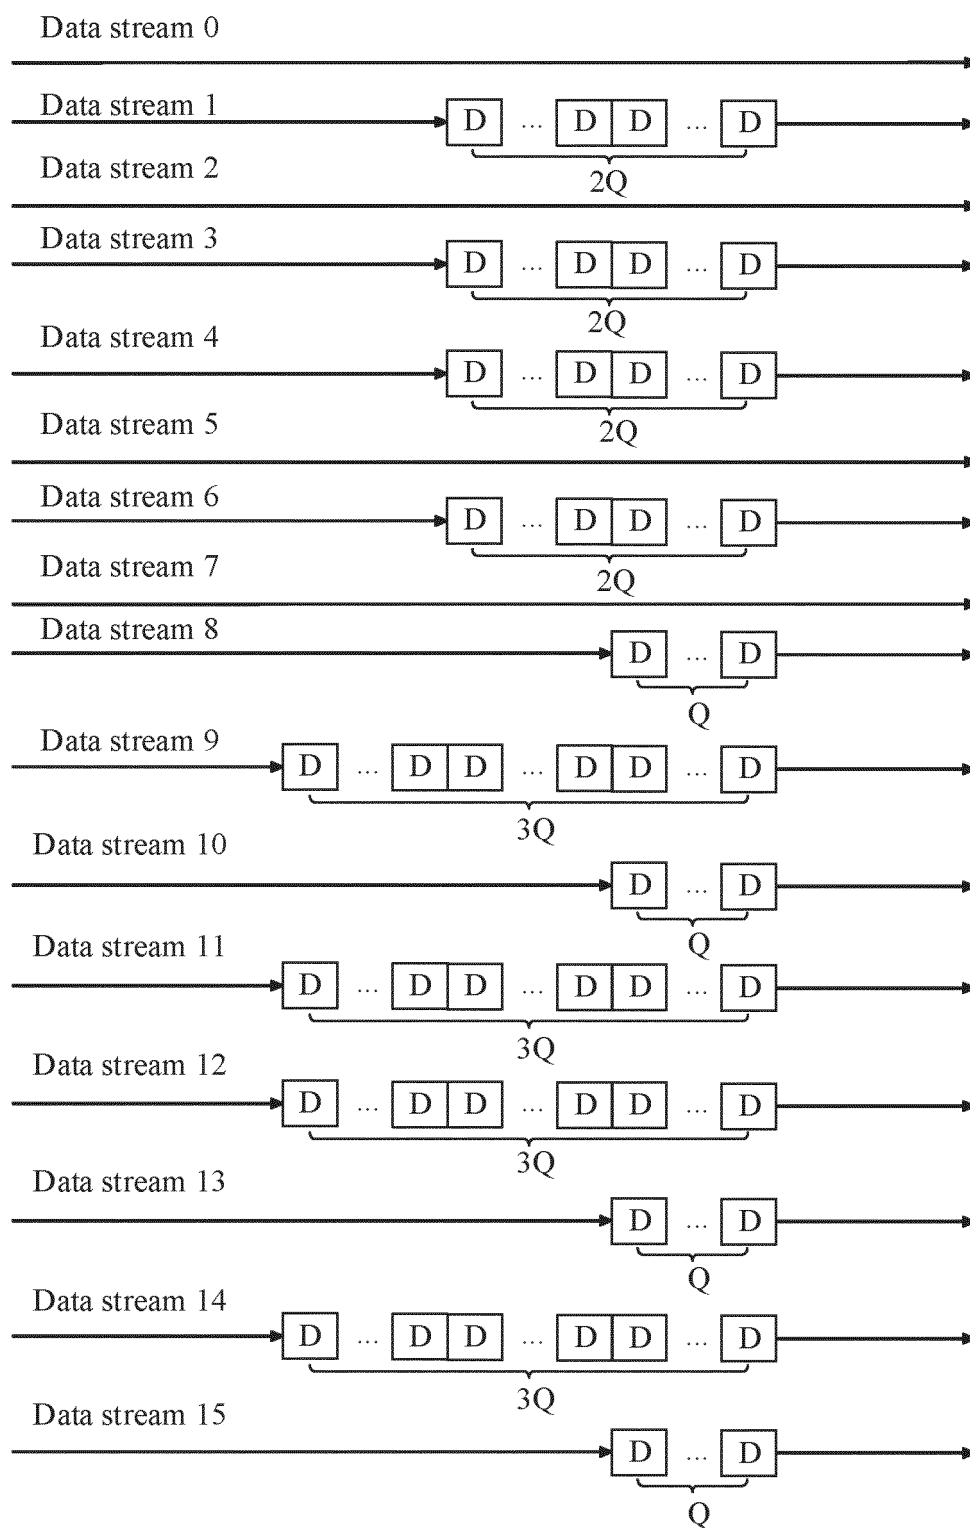 Data stream 0
Data stream 1
D ... D D ... D
2Q
Data stream 2
Data stream 3
D ... D D ... D
2Q
Data stream 4
D ... D D ... D
2Q
Data stream 5
Data stream 6
D ... D D ... D
2Q
Data stream 7
Data stream 8
D ... D
Q
Data stream 9
D ... D D ... D D ... D
3Q
Data stream 10
D ... D
Q
Data stream 11
D ... D D ... D D ... D
3Q
Data stream 12
D ... D D ... D D ... D
3Q
Data stream 13
D ... D
Q
Data stream 14
D ... D D ... D D ... D
3Q
Data stream 15
D ... D
Q